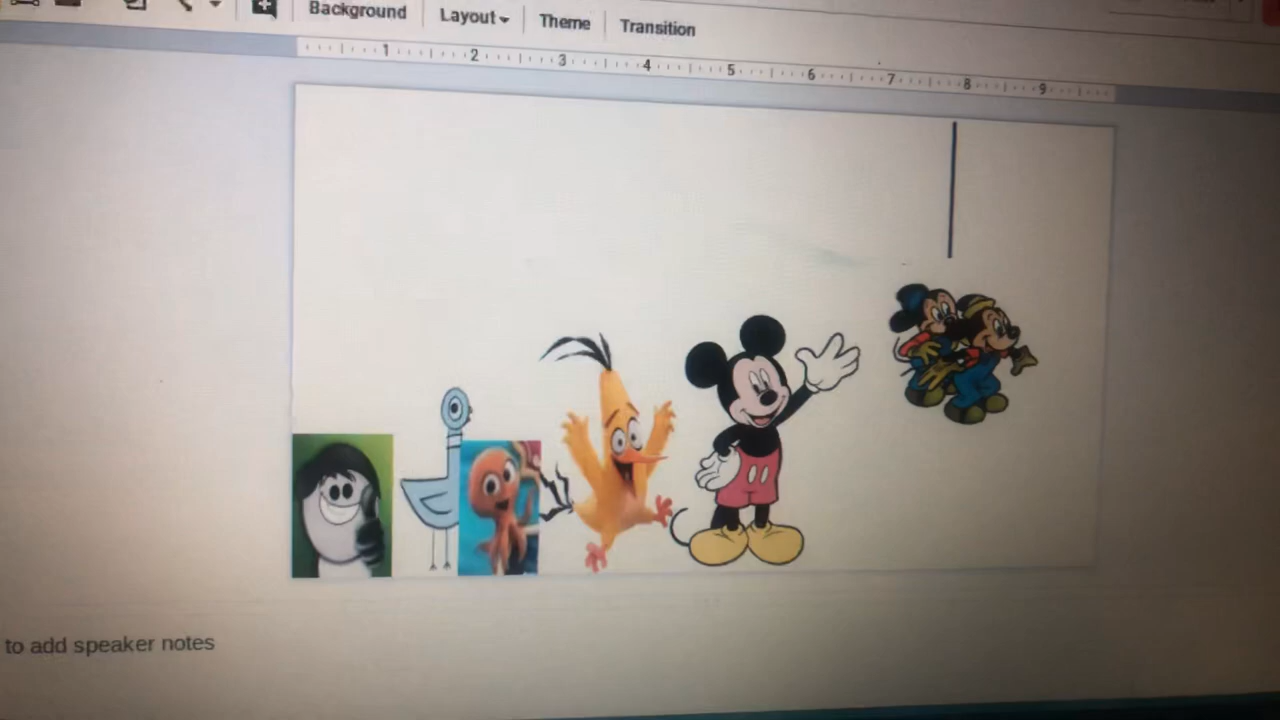 Background Layout Theme Transition
1 2 3 4 5 6 7 8 9
to add speaker notes